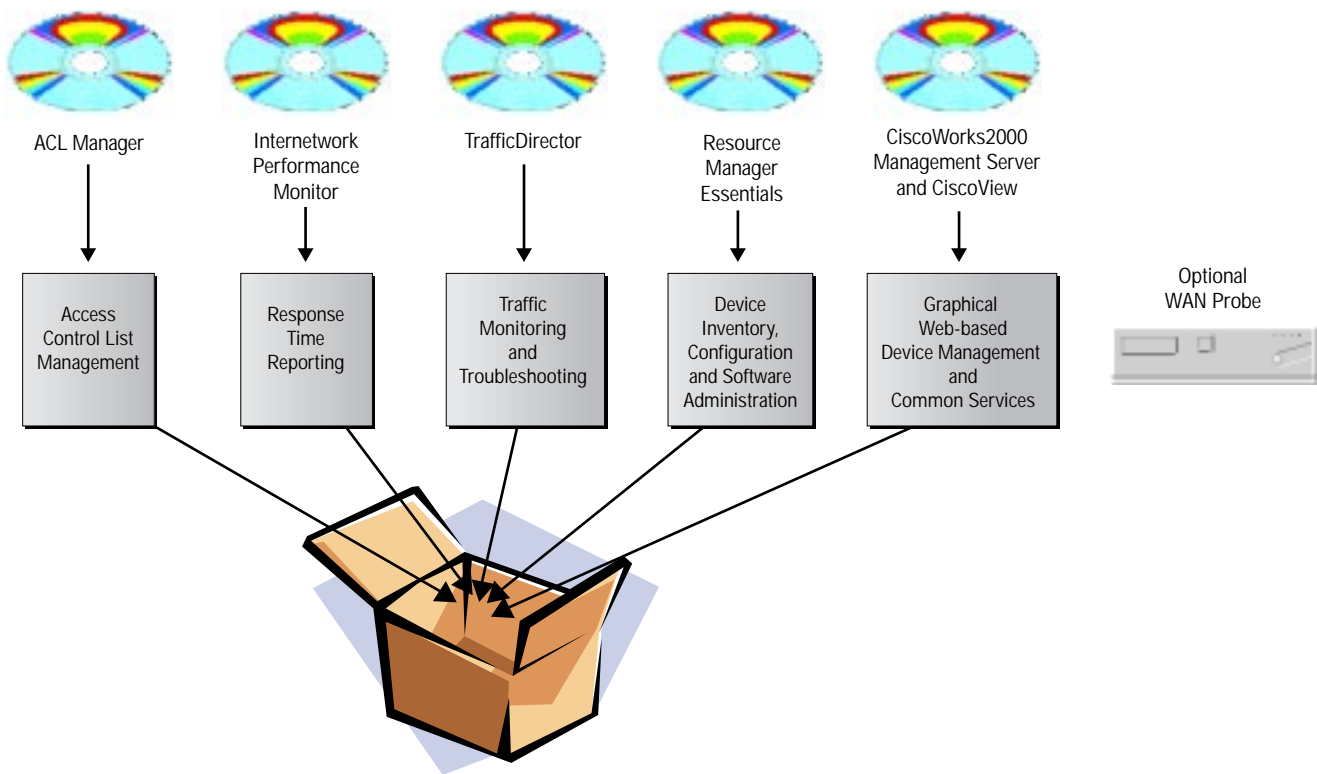 ACL Manager
Internetwork
Performance
Monitor
TrafficDirector
Resource
Manager
Essentials
CiscoWorks2000
Management Server
and CiscoView
Access
Control List
Management
Response
Time
Reporting
Traffic
Monitoring
and
Troubleshooting
Device
Inventory,
Configuration
and Software
Administration
Graphical
Web-based
Device Management
and
Common Services
Optional
WAN Probe